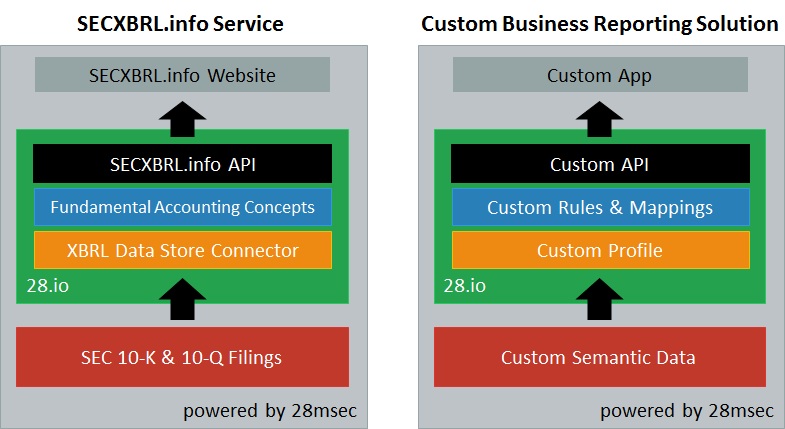 SECXBRL.info Service
SECXBRL.info Website
SECXBRL.info API
Fundamental Accounting Concepts
XBRL Data Store Connector
28.io
SEC 10-K & 10-Q Filings
powered by 28msec
Custom Business Reporting Solution
Custom App
Custom API
Custom Rules & Mappings
Custom Profile
28.io
Custom Semantic Data
powered by 28msec